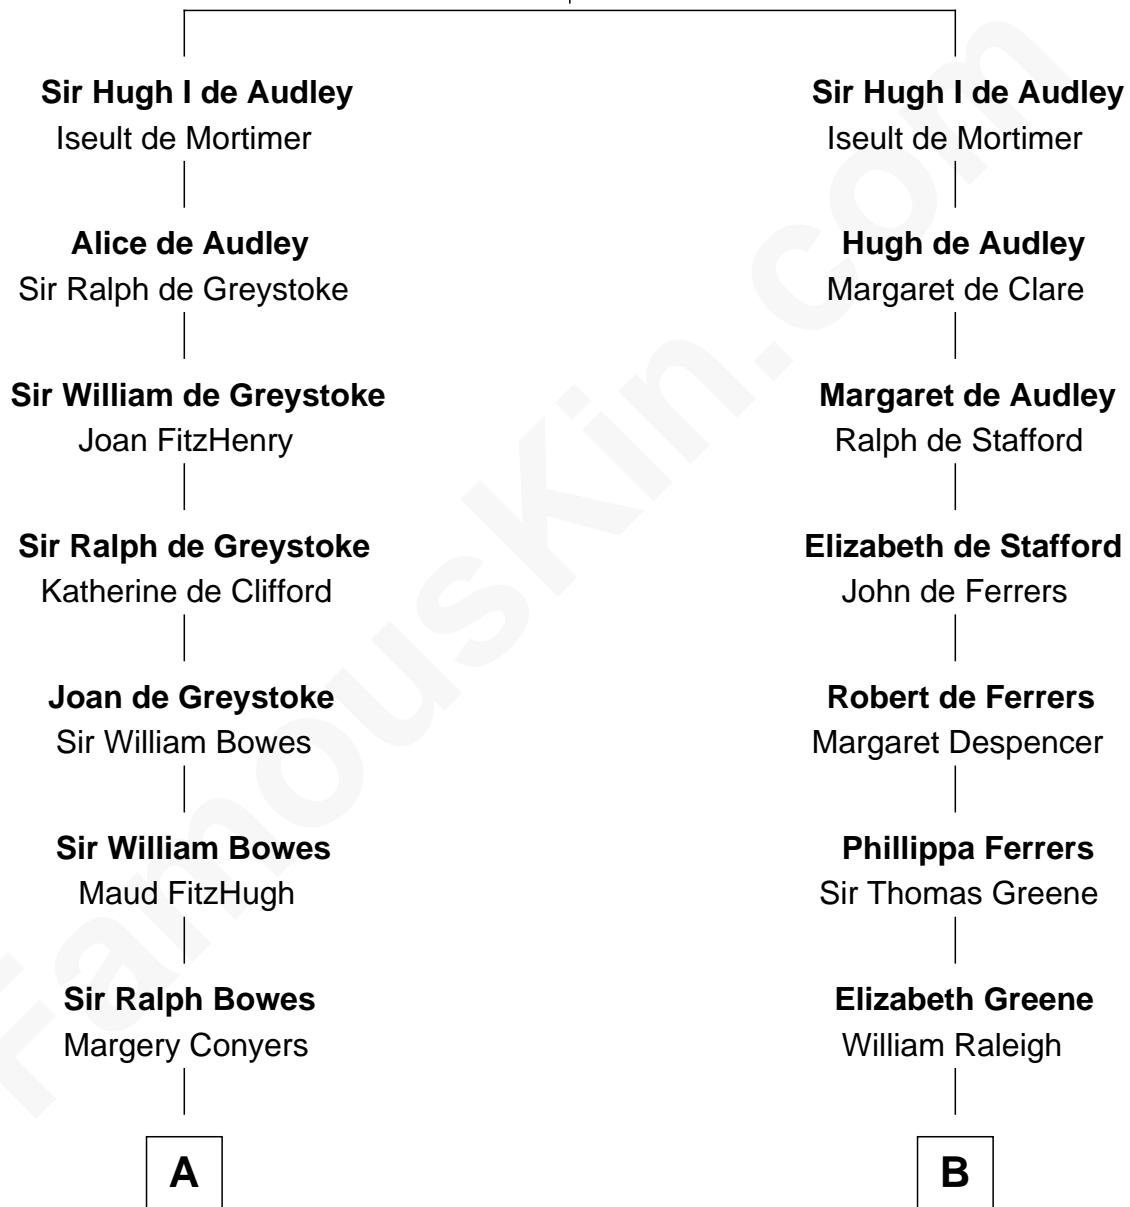 Sir Hugh I de Audley
Iseult de Mortimer
Alice de Audley
Sir Ralph de Greystoke
Sir William de Greystoke
Joan FitzHenry
Sir Ralph de Greystoke
Katherine de Clifford
Joan de Greystoke
Sir William Bowes
Sir William Bowes
Maud FitzHugh
Sir Ralph Bowes
Margery Conyers
A
Sir Hugh I de Audley
Iseult de Mortimer
Hugh de Audley
Margaret de Clare
Margaret de Audley
Ralph de Stafford
Elizabeth de Stafford
John de Ferrers
Robert de Ferrers
Margaret Despencer
Phillippa Ferrers
Sir Thomas Greene
Elizabeth Greene
William Raleigh
B
FamousKin.com